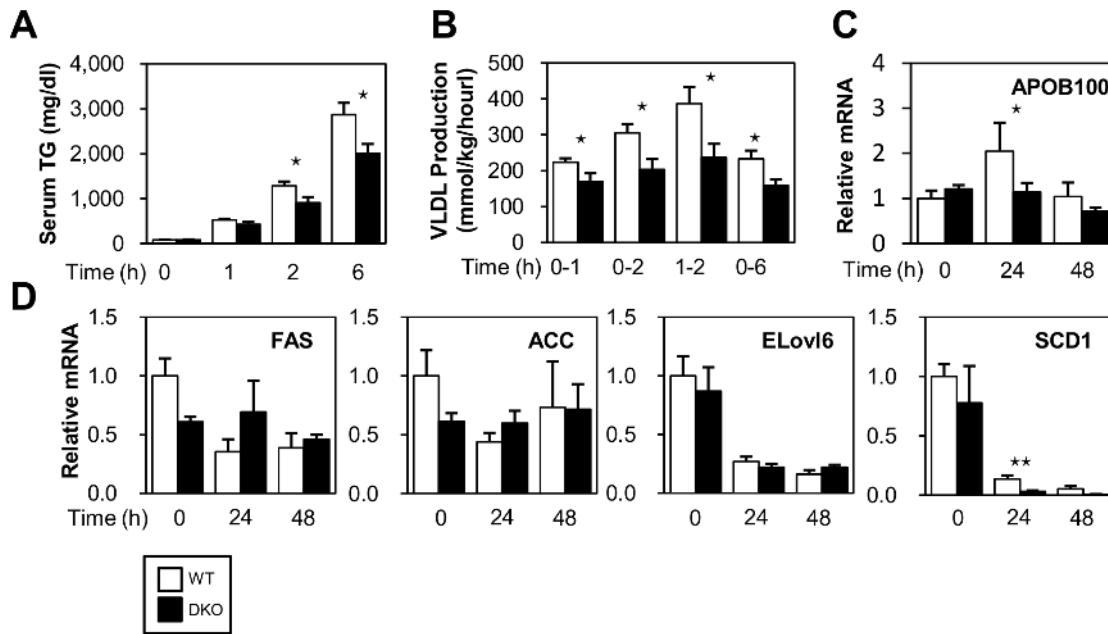 A
Serum TG (mg/dl)
4,000
3,000
2,000
1,000
0
Time (h) 0 1 2 6
*
*
B
VLDL Production
(mmol/kg/hourl)
500
400
300
200
100
0
Time (h) 0-1 0-2 1-2 0-6
*
*
*
*
C
Relative mRNA
4
3
2
1
0
APOB100
*
Time (h) 0 24 48
D
Relative mRNA
1.5
1.0
0.5
0.0
FAS
Time (h) 0 24 48
1.5
1.0
0.5
0.0
ACC
0 24 48
1.5
1.0
0.5
0.0
ELovl6
0 24 48
1.5
1.0
0.5
0.0
SCD1
**
0 24 48
WT
DKO